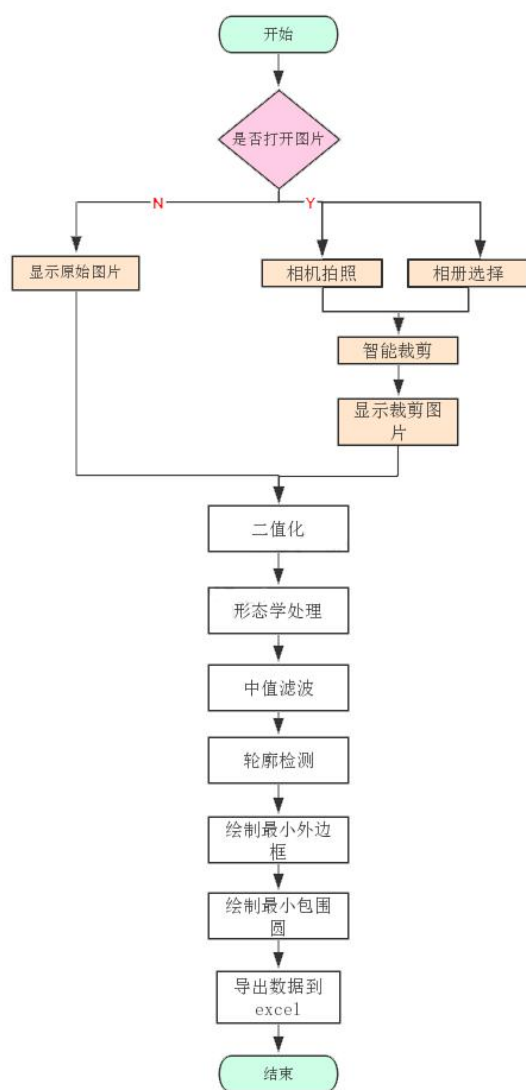 开始
是否打开图片
N
Y
显示原始图片
相机拍照
相册选择
智能裁剪
显示裁剪图
片
二值化
形态学处理
中值滤波
轮廓检测
绘制最小外边
框
绘制最小包围
圆
导出数据到
excel
结束